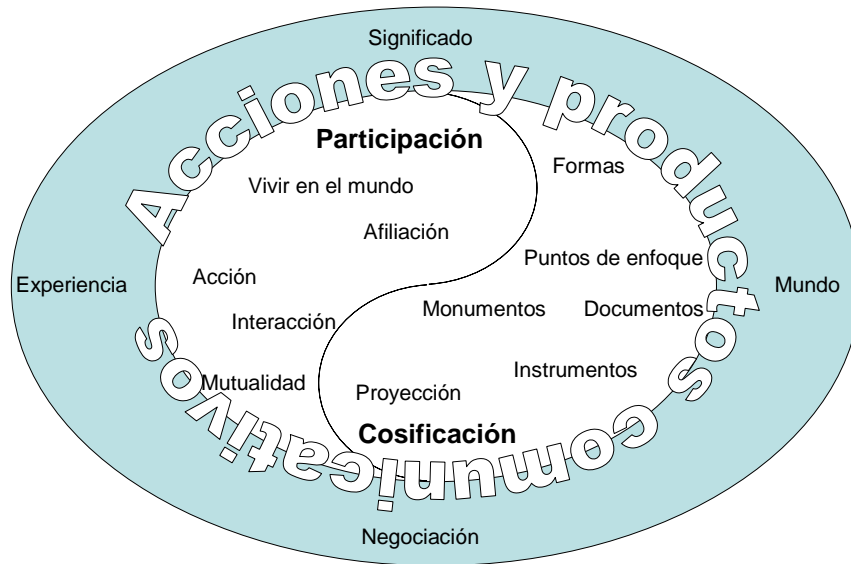 Significado
Acciones y productos comunicativos
Participación
Formas
Vivir en el mundo
Afiliación
Puntos de enfoque
Experiencia
Acción
Mundo
Interacción
Monumentos
Documentos
Mutualidad
Proyección
Instrumentos
Cosificación
Negociación